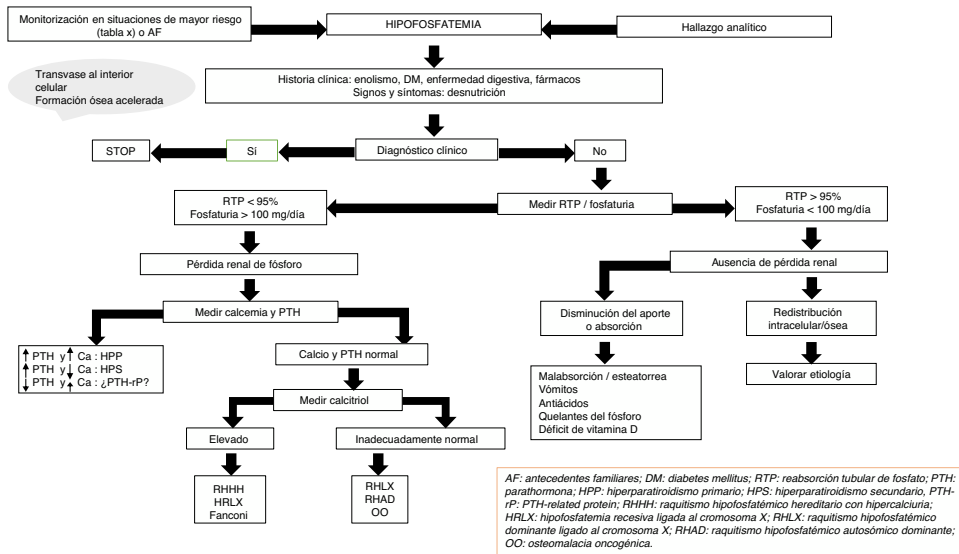 Monitorización en situaciones de mayor riesgo
(tabla x) o AF
HIPOFOSFATEMIA
Hallazgo analítico
Transvase al interior
celular
Formación ósea acelerada
Historia clínica: enolismo, DM, enfermedad digestiva, fármacos
Signos y síntomas: desnutrición
STOP
Sí
Diagnóstico clínico
No
RTP < 95%
Fosfaturia > 100 mg/día
Medir RTP / fosfaturia
RTP > 95%
Fosfaturia < 100 mg/día
Pérdida renal de fósforo
Ausencia de pérdida renal
Medir calcemia y PTH
Disminución del aporte
o absorción
Redistribución
intracelular/ósea
↑ PTH y ↑ Ca : HPP
↑ PTH y ↓ Ca : HPS
↓ PTH y ↑ Ca : ¿PTH-rP?
Calcio y PTH normal
Malabsorción / esteatorrea
Vómitos
Antiácidos
Quelantes del fósforo
Déficit de vitamina D
Valorar etiología
Medir calcitriol
Elevado
Inadecuadamente normal
RHHH
HRLX
Fanconi
RHLX
RHAD
OO
AF: antecedentes familiares; DM: diabetes mellitus; RTP: reabsorción tubular de fosfato; PTH:
parathormona; HPP: hiperparatiroidismo primario; HPS: hiperparatiroidismo secundario, PTH-
rP: PTH-related protein; RHHH: raquitismo hipofosfatémico hereditario con hipercalciuria;
HRLX: hipofosfatemia recesiva ligada al cromosoma X; RHLX: raquitismo hipofosfatémico
dominante ligado al cromosoma X; RHAD: raquitismo hipofosfatémico autosómico dominante;
OO: osteomalacia oncogénica.